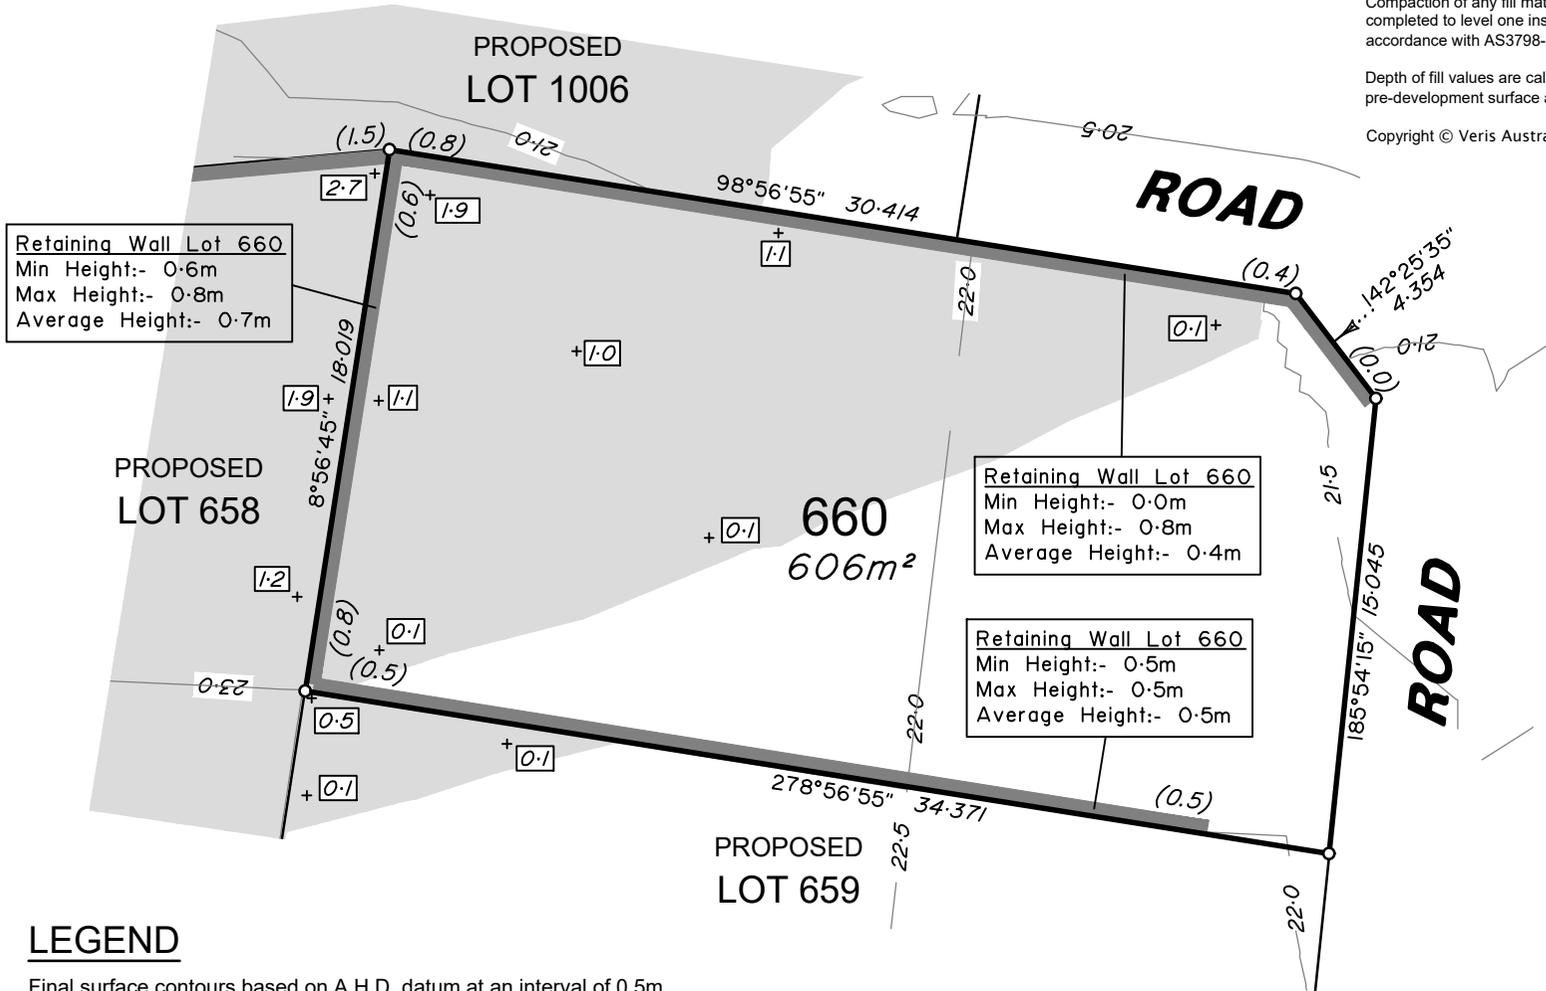 Compaction of any fill mat
completed to level one ins
accordance with AS3798-
Depth of fill values are cal
pre-development surface a
Copyright © Veris Austra
PROPOSED
LOT 1006
(1.5)
(0.8)
21·0
20·5
98°56'55" 30·414
ROAD
2·7
(0.6)
1·9
1·1
22·0
(0.4)
142°25'35"
4·354
21·0
(0.0)
0·1
Retaining Wall Lot 660
Min Height:- 0·6m
Max Height:- 0·8m
Average Height:- 0·7m
1·0
1·9
1·1
8°56'45" 18·019
PROPOSED
LOT 658
660
606m²
0·1
Retaining Wall Lot 660
Min Height:- 0·0m
Max Height:- 0·8m
Average Height:- 0·4m
21·5
185°54'15" 15·045
ROAD
1·2
(0.8)
0·1
(0.5)
23·0
0·5
0·1
0·1
22·0
Retaining Wall Lot 660
Min Height:- 0·5m
Max Height:- 0·5m
Average Height:- 0·5m
278°56'55" 34·371
(0.5)
22·5
22·0
PROPOSED
LOT 659
LEGEND
Final surface contours based on A.H.D. datum at an interval of 0.5m